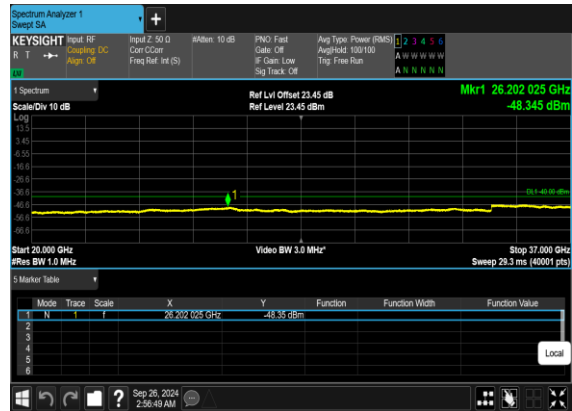 Spectrum Analyzer 1
Swept SA
+
KEYSIGHT Input: RF Input Z: 50 Ω #Atten: 10 dB PNO: Fast Avg Type: Power (RMS) 1 2 3 4 5 6
R T Coupling: DC Corr CCorr Gate: Off Avg|Hold: 100/100 A W W W W W
Align: Off Freq Ref: Int (S) IF Gain: Low Trig: Free Run A N N N N N
Sig Track: Off
1 Spectrum Ref Lvl Offset 23.45 dB Mkr1 26.202 025 GHz
Scale/Div 10 dB Ref Level 23.45 dBm -48.345 dBm
Log
13.5
3.45
-6.55
-16.6
-26.6
-36.6 DL1 -40.00 dBm
1
-46.6
-56.6
-66.6
Start 20.000 GHz Video BW 3.0 MHz* Stop 37.000 GHz
#Res BW 1.0 MHz Sweep 29.3 ms (40001 pts)
5 Marker Table
Mode Trace Scale X Y Function Function Width Function Value
1 N 1 f 26.202 025 GHz -48.35 dBm
2
3
4
5
6
Local
? Sep 26, 2024
2:56:49 AM